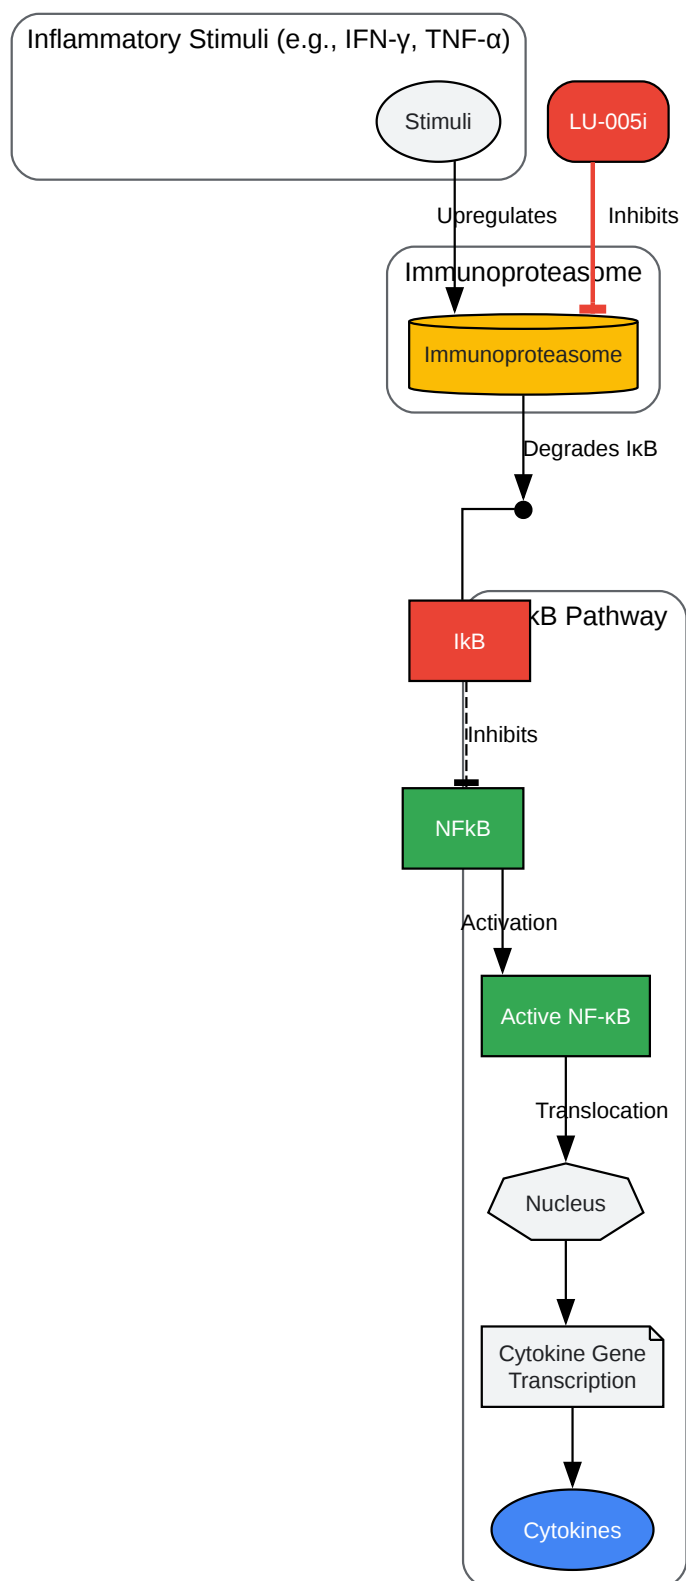 Inflammatory Stimuli (e.g., IFN-γ, TNF-α)
Stimuli
LU-005i
Upregulates
Inhibits
Immunoproteasome
Immunoproteasome
Degrades IκB
κB Pathway
IkB
Inhibits
NFkB
Activation
Active NF-κB
Translocation
Nucleus
Cytokine Gene
Transcription
Cytokines